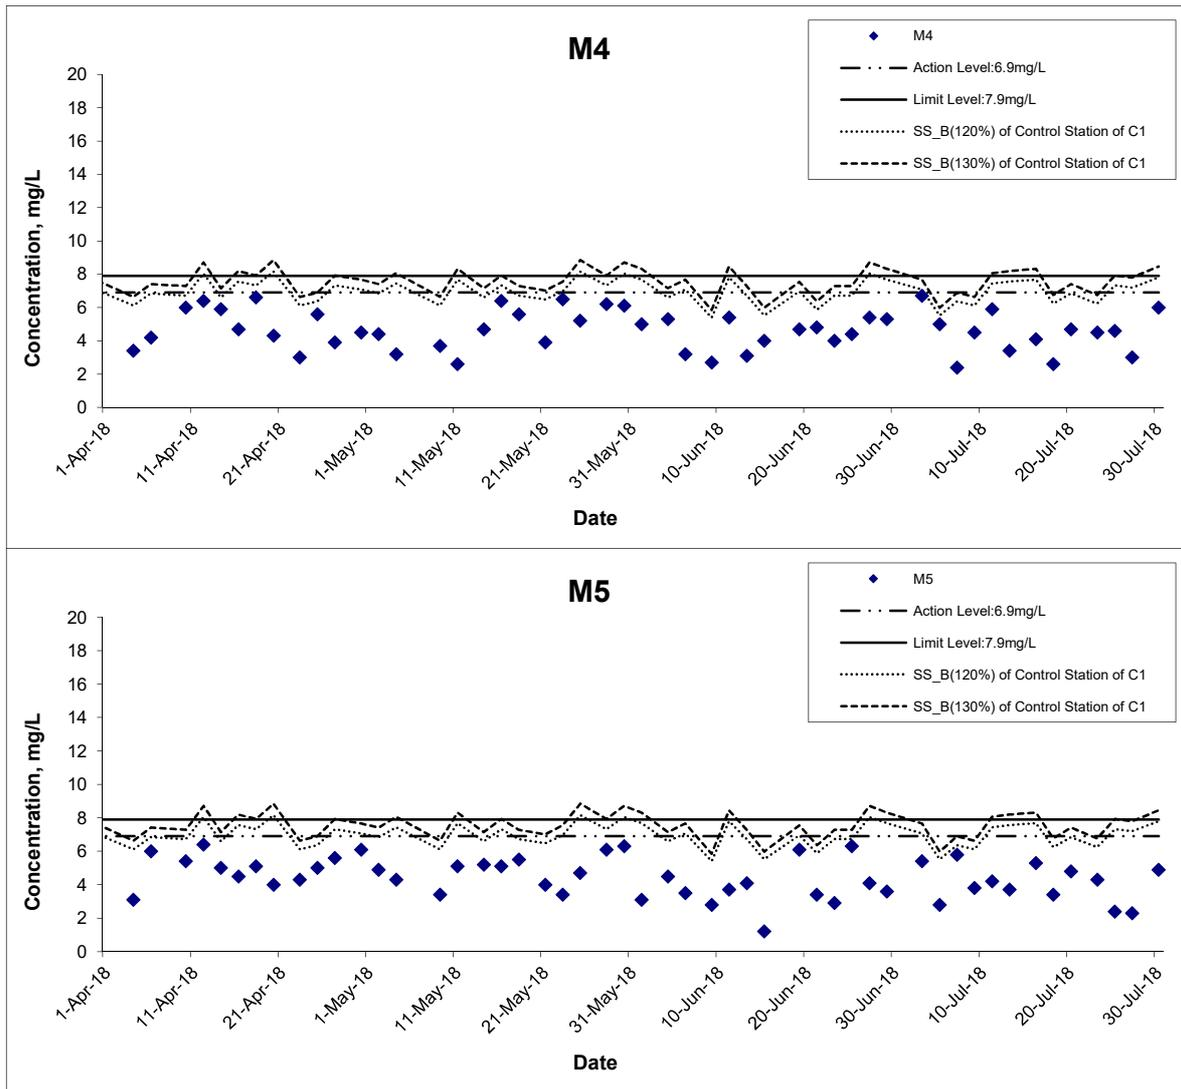 M4
M4
Action Level:6.9mg/L
Limit Level:7.9mg/L
SS_B(120%) of Control Station of C1
SS_B(130%) of Control Station of C1
Concentration, mg/L
20
18
16
14
12
10
8
6
4
2
0
1-Apr-18
11-Apr-18
21-Apr-18
1-May-18
11-May-18
21-May-18
31-May-18
10-Jun-18
20-Jun-18
30-Jun-18
10-Jul-18
20-Jul-18
30-Jul-18
Date
M5
M5
Action Level:6.9mg/L
Limit Level:7.9mg/L
SS_B(120%) of Control Station of C1
SS_B(130%) of Control Station of C1
Concentration, mg/L
20
18
16
14
12
10
8
6
4
2
0
1-Apr-18
11-Apr-18
21-Apr-18
1-May-18
11-May-18
21-May-18
31-May-18
10-Jun-18
20-Jun-18
30-Jun-18
10-Jul-18
20-Jul-18
30-Jul-18
Date